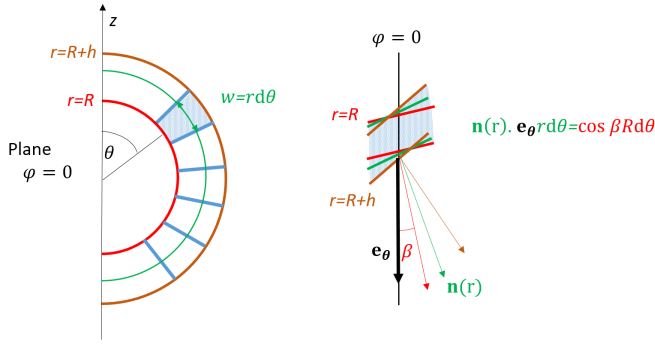 z
r=R+h
r=R
w=rdθ
θ
Plane
φ = 0
φ = 0
r=R
n(r). e_θ rdθ=cos βRdθ
r=R+h
e_θ
β
n(r)